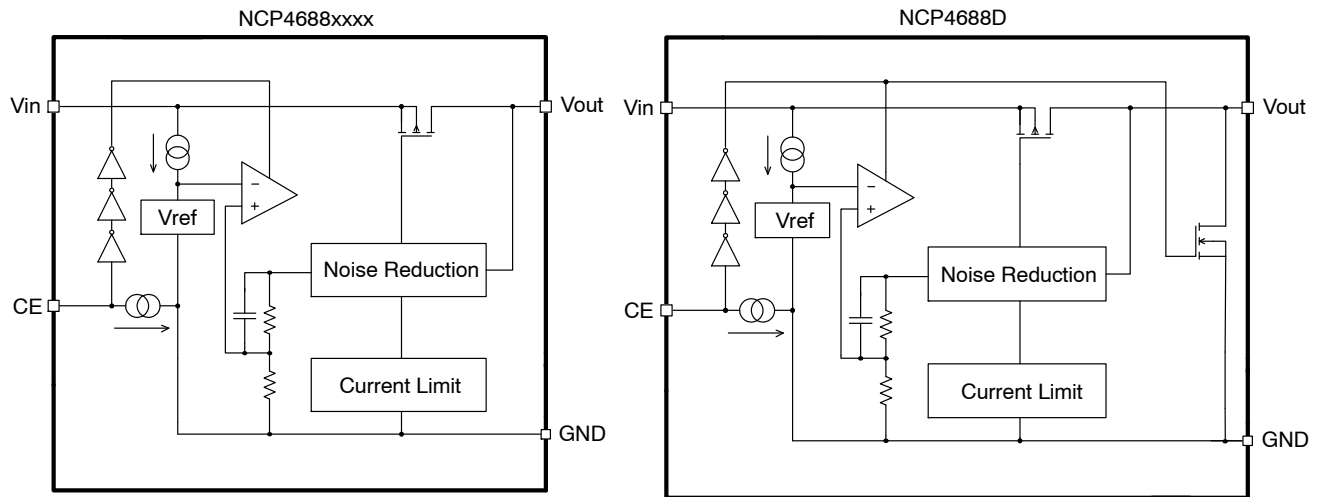 NCP4688xxxx
Vin
Vout
−
+
Vref
Noise Reduction
CE
Current Limit
GND
NCP4688D
Vin
Vout
−
+
Vref
Noise Reduction
CE
Current Limit
GND